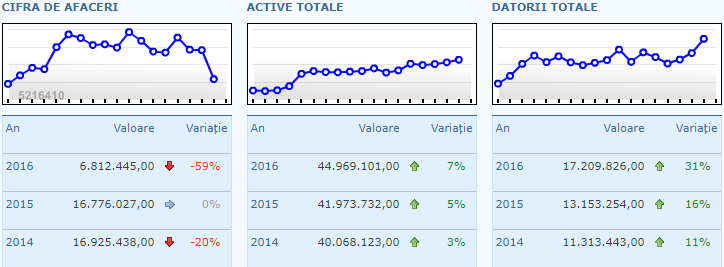 CIFRA DE AFACERI
5216410
An Valoare Variație
2016 6.812.445,00 -59%
2015 16.776.027,00 0%
2014 16.925.438,00 -20%
ACTIVE TOTALE
An Valoare Variație
2016 44.969.101,00 7%
2015 41.973.732,00 5%
2014 40.068.123,00 3%
DATORII TOTALE
An Valoare Variație
2016 17.209.826,00 31%
2015 13.153.254,00 16%
2014 11.313.443,00 11%